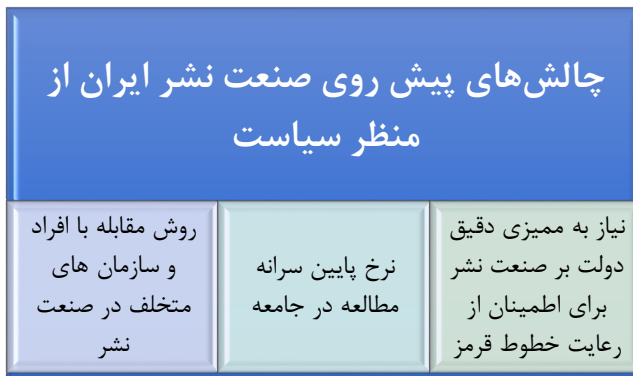 چالش‌های پیش روی صنعت نشر ایران از
منظر سیاست
نیاز به ممیزی دقیق
دولت بر صنعت نشر
برای اطمینان از
رعایت خطوط قرمز
نرخ پایین سرانه
مطالعه در جامعه
روش مقابله با افراد
و سازمان های
متخلف در صنعت
نشر